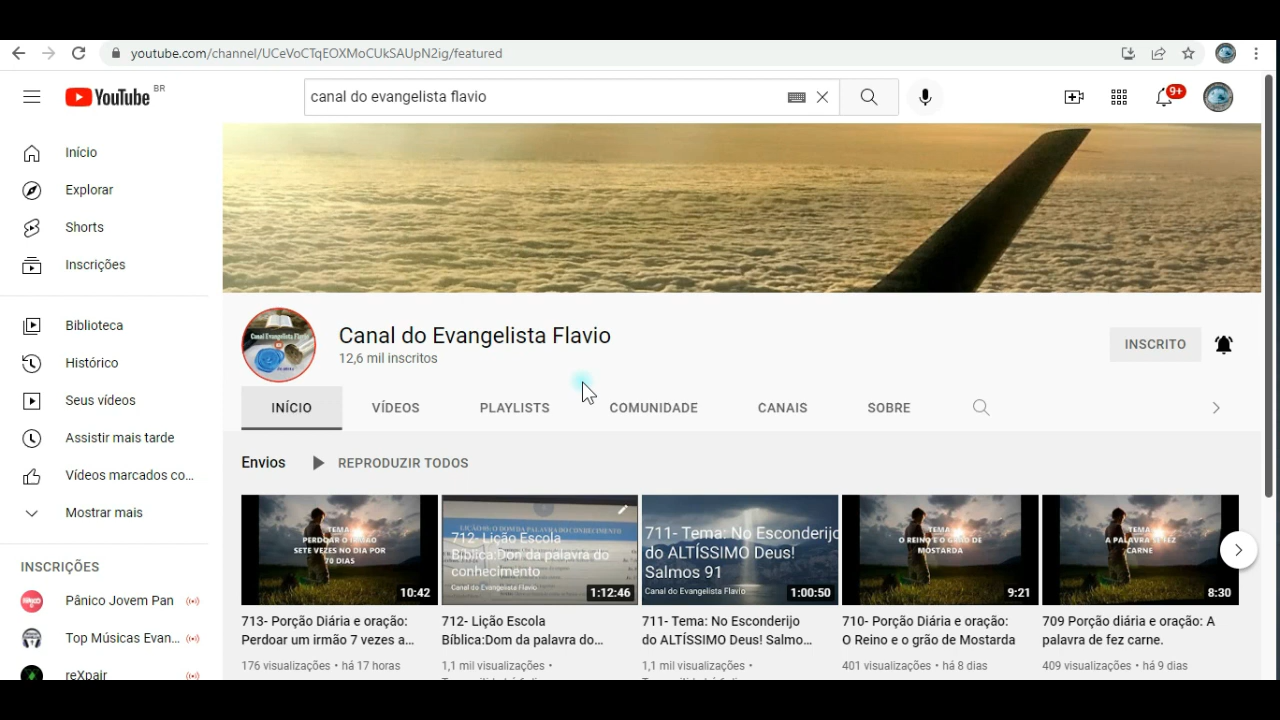 youtube.com/channel/UCeVoCTqEOXMoCUkSAUpN2ig/featured
YouTube BR
canal do evangelista flavio
9+
Início
Explorar
Shorts
Inscrições
Biblioteca
Histórico
Seus vídeos
Assistir mais tarde
Vídeos marcados co...
Mostrar mais
INSCRIÇÕES
Pânico Jovem Pan
Top Músicas Evan...
reXpair
Canal do Evangelista Flavio
12,6 mil inscritos
INSCRITO
INÍCIO VÍDEOS PLAYLISTS COMUNIDADE CANAIS SOBRE
Envios REPRODUZIR TODOS
TEMA
PERDOAR O IRMÃO
SETE VEZES NO DIA POR
70 DIAS
10:42
712- Lição Escola
Bíblica:Dom da palavra do
conhecimento
Canal do Evangelista Flavio
1:12:46
711- Tema: No Esconderijo
do ALTÍSSIMO Deus!
Salmos 91
Canal do Evangelista Flavio
1:00:50
TEMA
O REINO E O GRÃO DE
MOSTARDA
9:21
TEMA
A PALAVRA SE FEZ
CARNE
8:30
713- Porção Diária e oração:
Perdoar um irmão 7 vezes a...
176 visualizações • há 17 horas
712- Lição Escola
Bíblica:Dom da palavra do...
1,1 mil visualizações •
711- Tema: No Esconderijo
do ALTÍSSIMO Deus! Salmo...
1,1 mil visualizações •
710- Porção Diária e oração:
O Reino e o grão de Mostarda
401 visualizações • há 8 dias
709 Porção diária e oração: A
palavra de fez carne.
409 visualizações • há 9 dias